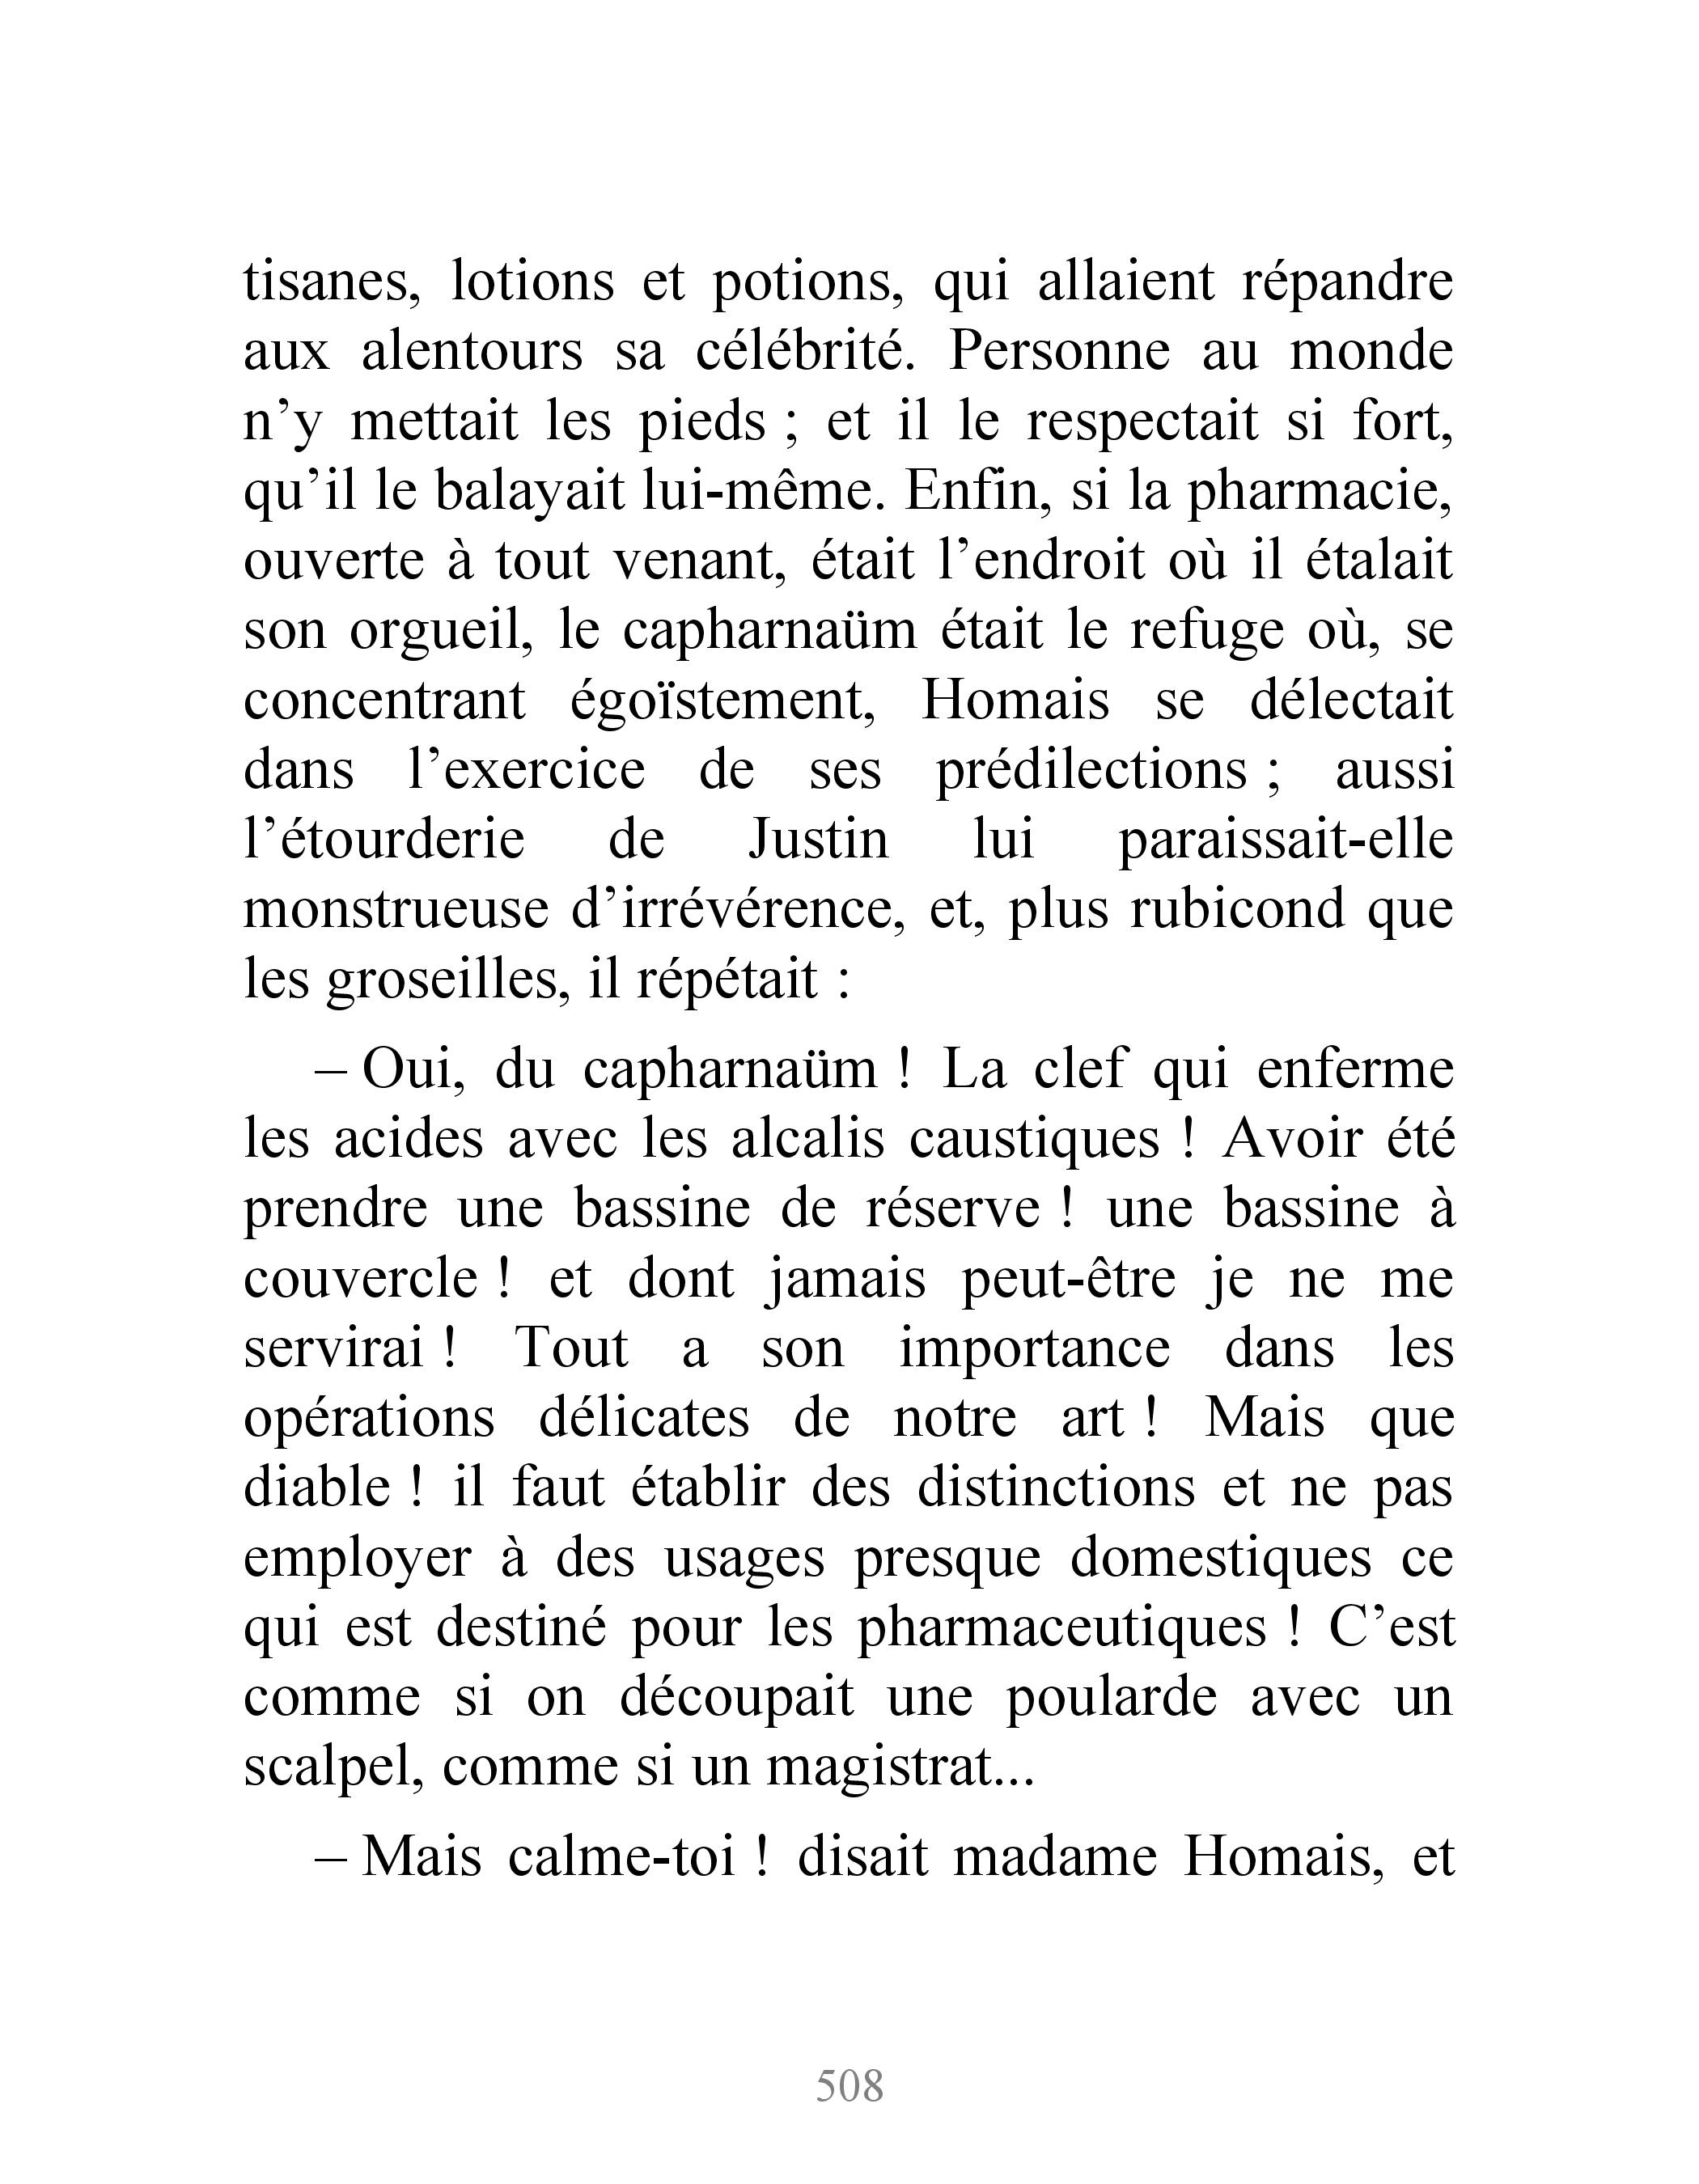 tisanes, lotions et potions, qui allaient répandre
aux alentours sa célébrité. Personne au monde
n’y mettait les pieds ; et il le respectait si fort,
qu’il le balayait lui-même. Enfin, si la pharmacie,
ouverte à tout venant, était l’endroit où il étalait
son orgueil, le capharnaüm était le refuge où, se
concentrant égoïstement, Homais se délectait
dans l’exercice de ses prédilections ; aussi
l’étourderie de Justin lui paraissait-elle
monstrueuse d’irrévérence, et, plus rubicond que
les groseilles, il répétait :
– Oui, du capharnaüm ! La clef qui enferme
les acides avec les alcalis caustiques ! Avoir été
prendre une bassine de réserve ! une bassine à
couvercle ! et dont jamais peut-être je ne me
servirai ! Tout a son importance dans les
opérations délicates de notre art ! Mais que
diable ! il faut établir des distinctions et ne pas
employer à des usages presque domestiques ce
qui est destiné pour les pharmaceutiques ! C’est
comme si on découpait une poularde avec un
scalpel, comme si un magistrat...
– Mais calme-toi ! disait madame Homais, et
508